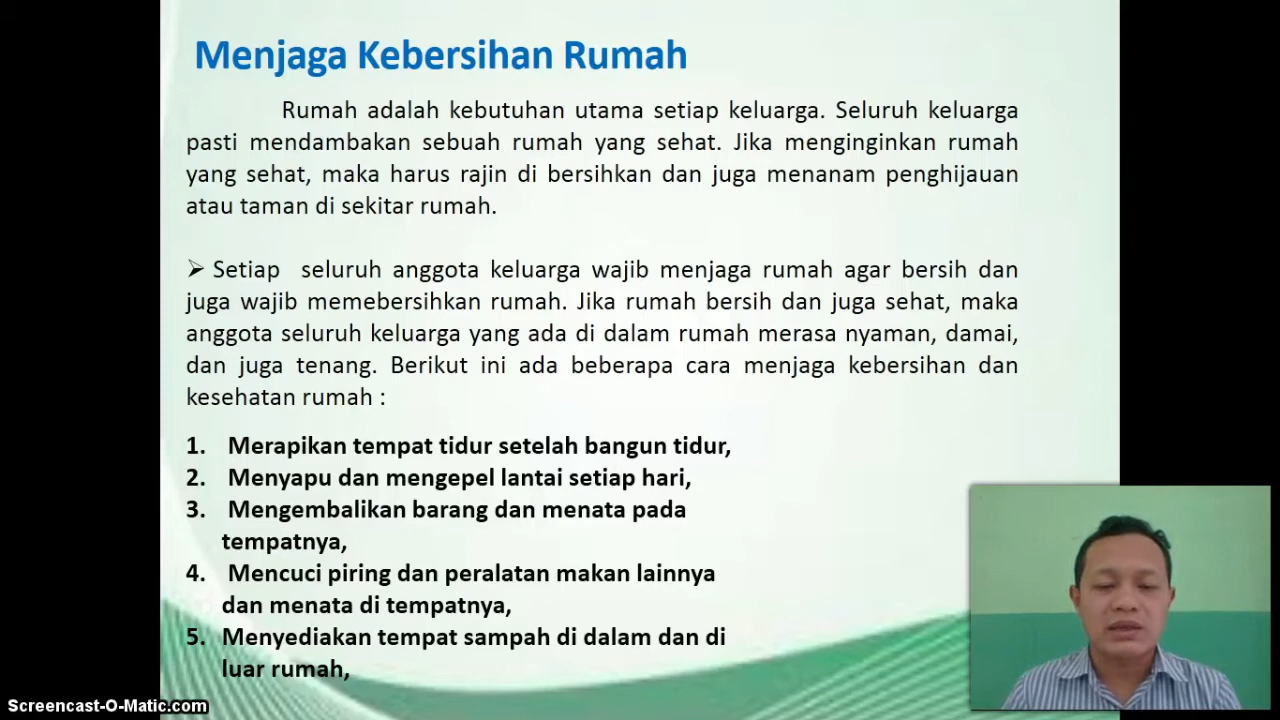 Menjaga Kebersihan Rumah
Rumah adalah kebutuhan utama setiap keluarga. Seluruh keluarga
pasti mendambakan sebuah rumah yang sehat. Jika menginginkan rumah
yang sehat, maka harus rajin di bersihkan dan juga menanam penghijauan
atau taman di sekitar rumah.
➢ Setiap seluruh anggota keluarga wajib menjaga rumah agar bersih dan
juga wajib memebersihkan rumah. Jika rumah bersih dan juga sehat, maka
anggota seluruh keluarga yang ada di dalam rumah merasa nyaman, damai,
dan juga tenang. Berikut ini ada beberapa cara menjaga kebersihan dan
kesehatan rumah :
1. Merapikan tempat tidur setelah bangun tidur,
2. Menyapu dan mengepel lantai setiap hari,
3. Mengembalikan barang dan menata pada
tempatnya,
4. Mencuci piring dan peralatan makan lainnya
dan menata di tempatnya,
5. Menyediakan tempat sampah di dalam dan di
luar rumah,
Screencast-O-Matic.com